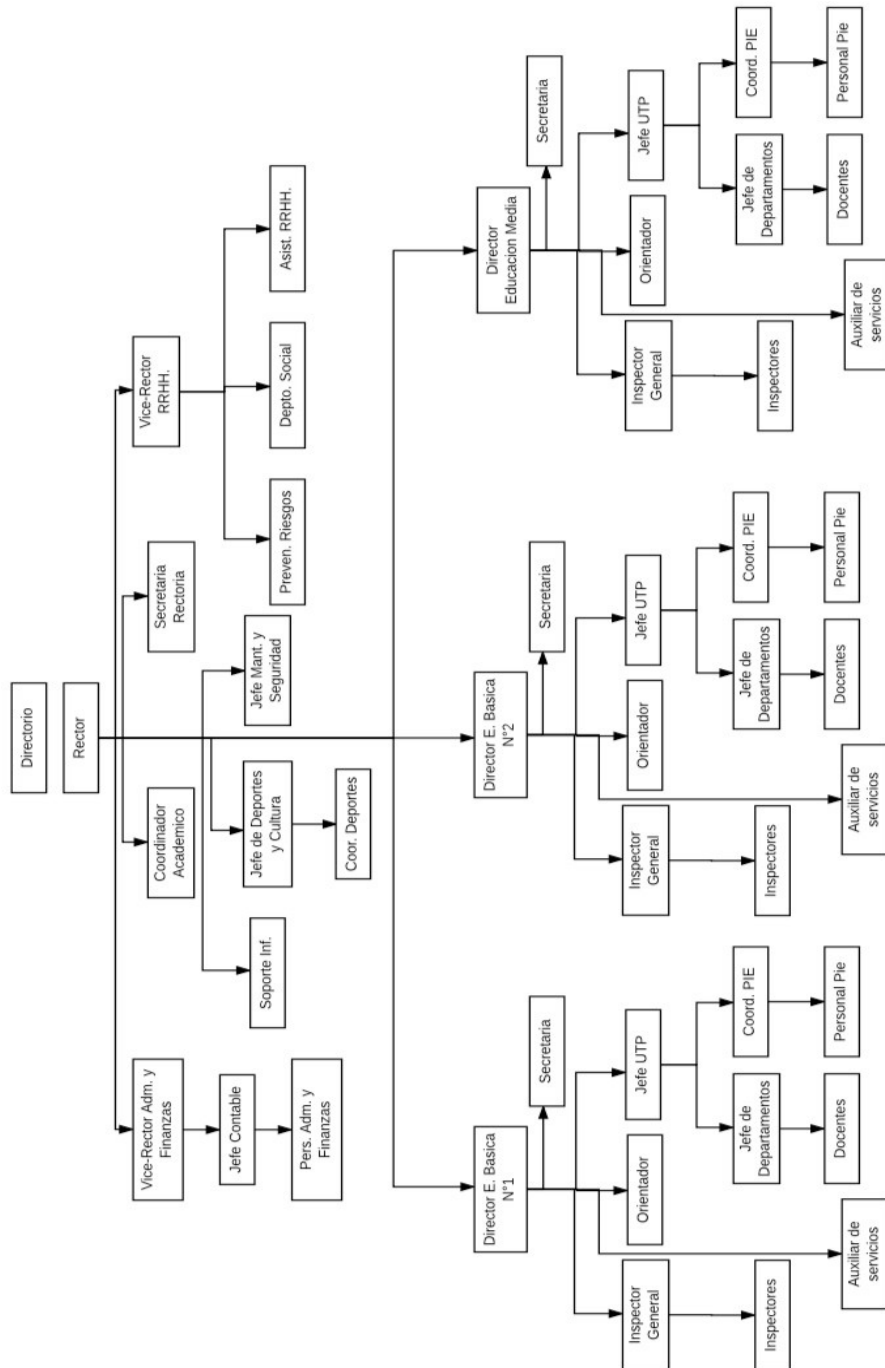 Directorio
Rector
Vice-Rector Adm. y
Finanzas
Coordinador
Academico
Secretaria
Rectoria
Vice-Rector
RRHH.
Jefe Contable
Soporte Inf.
Jefe de Deportes
y Cultura
Jefe Mant. y
Seguridad
Preven. Riesgos
Depto. Social
Asist. RRHH.
Pers. Adm. y
Finanzas
Coor. Deportes
Director E. Basica
N°1
Director E. Basica
N°2
Director
Educacion Media
Secretaria
Secretaria
Secretaria
Inspector
General
Orientador
Jefe UTP
Inspector
General
Orientador
Jefe UTP
Inspector
General
Orientador
Jefe UTP
Inspectores
Jefe de
Departamentos
Coord. PIE
Inspectores
Jefe de
Departamentos
Coord. PIE
Inspectores
Jefe de
Departamentos
Coord. PIE
Auxiliar de
servicios
Docentes
Personal Pie
Auxiliar de
servicios
Docentes
Personal Pie
Auxiliar de
servicios
Docentes
Personal Pie